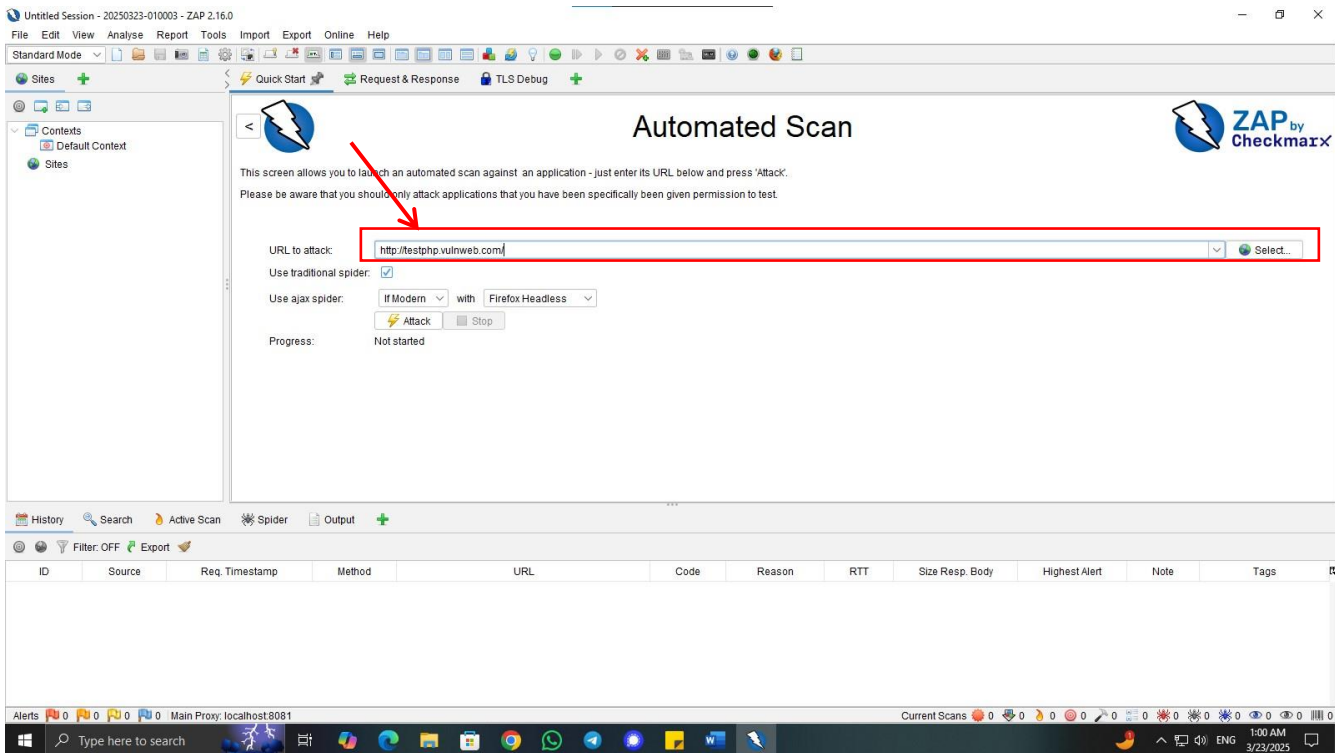 Untitled Session - 20250323-010003 - ZAP 2.16.0
File Edit View Analyse Report Tools Import Export Online Help
Standard Mode
Sites
Quick Start
Request & Response
TLS Debug
Contexts
Default Context
Sites
<
Automated Scan
ZAP by
Checkmarx
This screen allows you to launch an automated scan against an application - just enter its URL below and press 'Attack'.
Please be aware that you should only attack applications that you have been specifically been given permission to test.
URL to attack: http://testphp.vulnweb.com/ Select...
Use traditional spider:
Use ajax spider: If Modern with Firefox Headless
Attack Stop
Progress: Not started
History Search Active Scan Spider Output
Filter: OFF Export
ID Source Req. Timestamp Method URL Code Reason RTT Size Resp. Body Highest Alert Note Tags
Alerts 0 0 0 0 Main Proxy: localhost:8081 Current Scans 0 0 0 0 0 0 0 0 0 0 0 0
Type here to search ENG 1:00 AM
3/23/2025